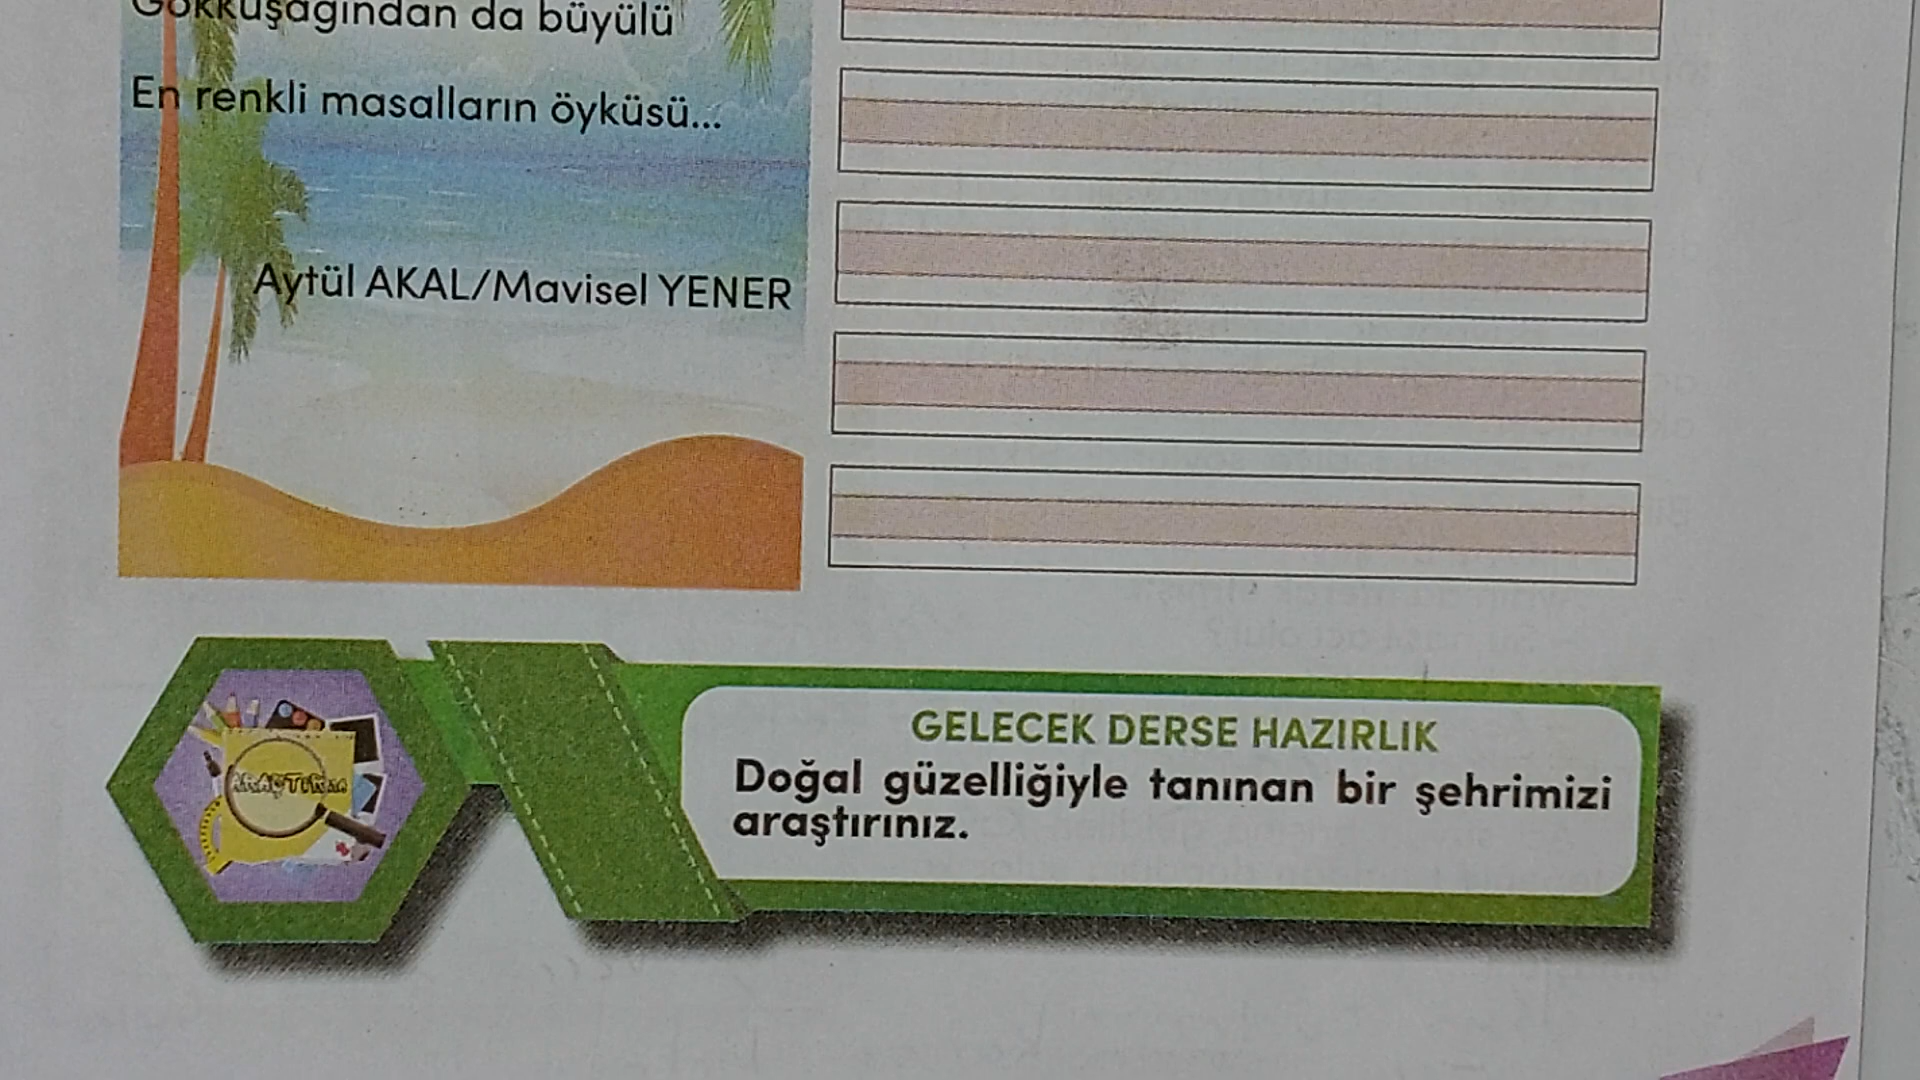 Gökkuşağından da büyülü
En renkli masalların öyküsü...
Aytül AKAL/Mavisel YENER
ARAŞTIRMA
GELECEK DERSE HAZIRLIK
Doğal güzelliğiyle tanınan bir şehrimizi
araştırınız.